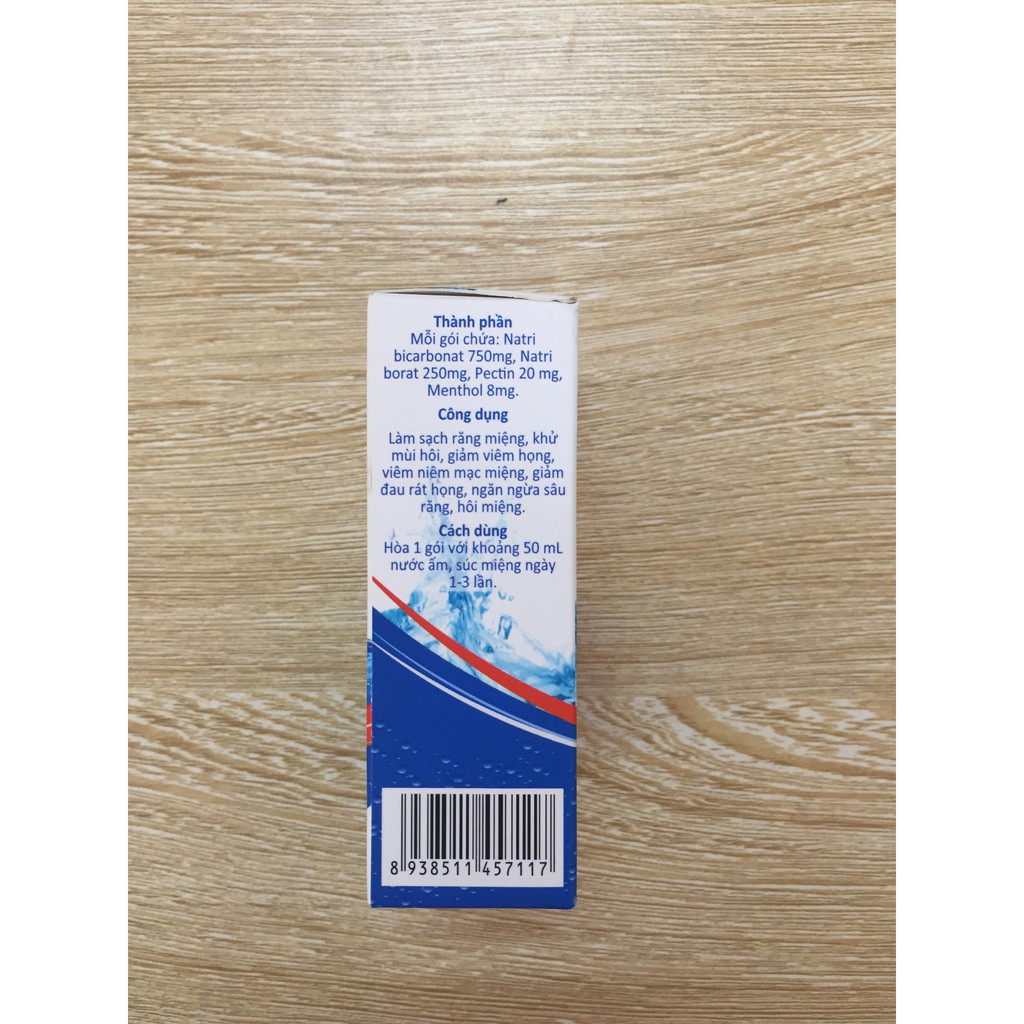 Thành phần
Mỗi gói chứa: Natri
bicarbonat 750mg, Natri
borat 250mg, Pectin 20 mg,
Menthol 8mg.
Công dụng
Làm sạch răng miệng, khử
mùi hôi, giảm viêm họng,
viêm niêm mạc miệng, giảm
đau rát họng, ngăn ngừa sâu
răng, hôi miệng.
Cách dùng
Hòa 1 gói với khoảng 50 mL
nước ấm, súc miệng ngày
1-3 lần.
8 938511 457117